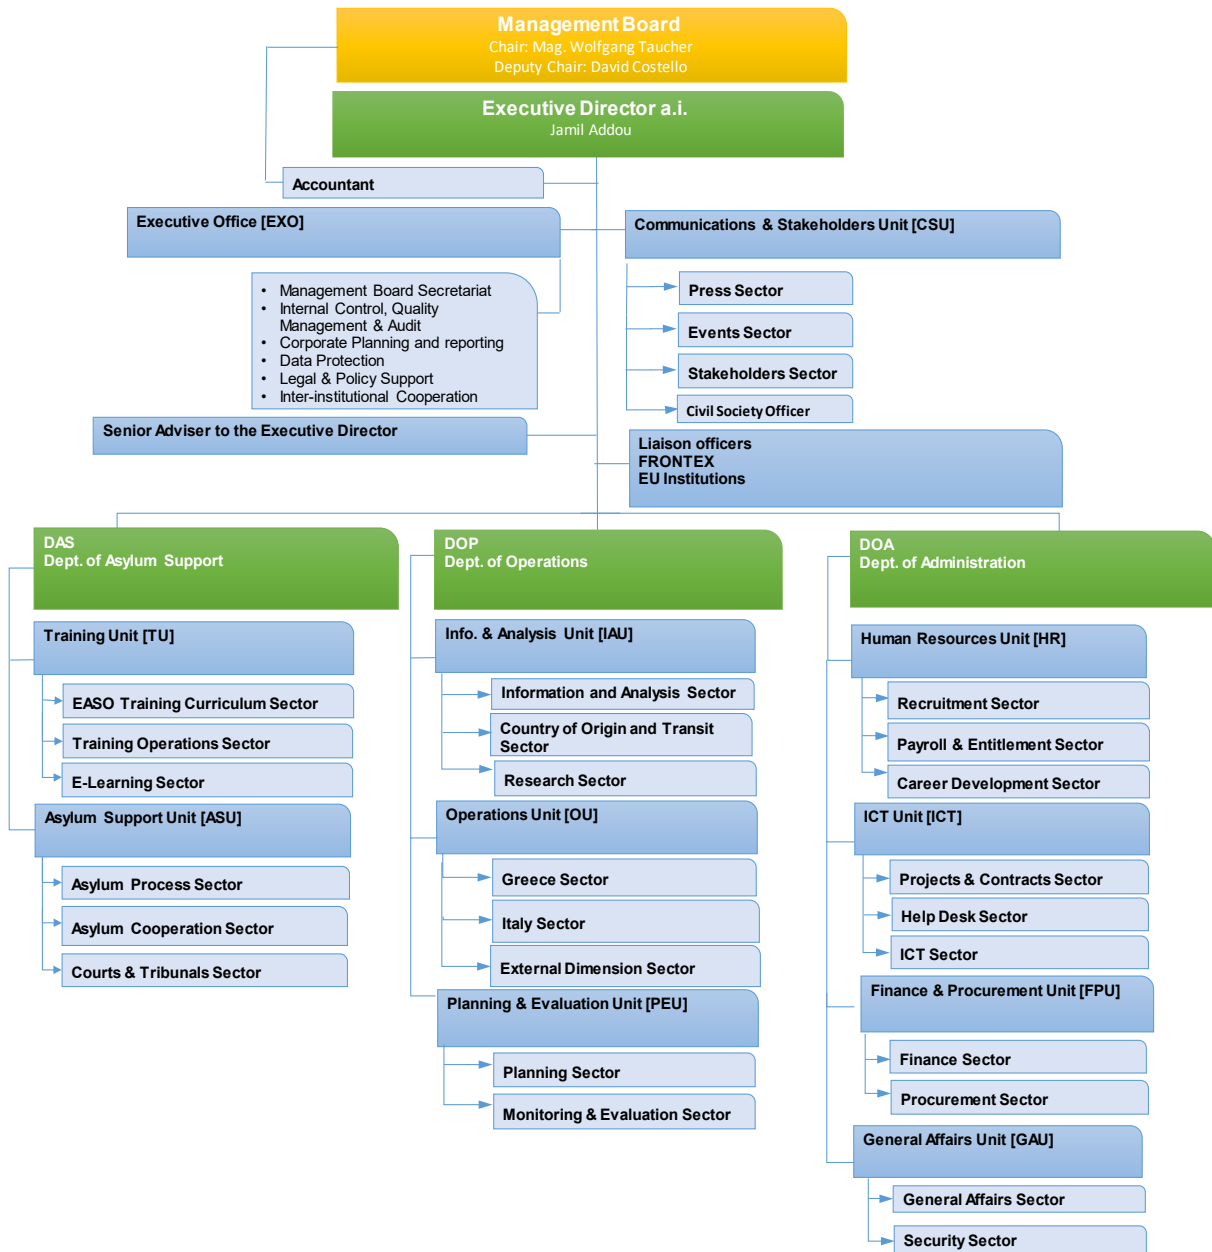 Management Board
Chair: Mag. Wolfgang Taucher
Deputy Chair: David Costello
Executive Director a.i.
Jamil Addou
Accountant
Executive Office [EXO]
• Management Board Secretariat
• Internal Control, Quality
Management & Audit
• Corporate Planning and reporting
• Data Protection
• Legal & Policy Support
• Inter-institutional Cooperation
Communications & Stakeholders Unit [CSU]
Press Sector
Events Sector
Stakeholders Sector
Civil Society Officer
Senior Adviser to the Executive Director
Liaison officers
FRONTEX
EU Institutions
DAS
Dept. of Asylum Support
Training Unit [TU]
EASO Training Curriculum Sector
Training Operations Sector
E-Learning Sector
Asylum Support Unit [ASU]
Asylum Process Sector
Asylum Cooperation Sector
Courts & Tribunals Sector
DOP
Dept. of Operations
Info. & Analysis Unit [IAU]
Information and Analysis Sector
Country of Origin and Transit
Sector
Research Sector
Operations Unit [OU]
Greece Sector
Italy Sector
External Dimension Sector
Planning & Evaluation Unit [PEU]
Planning Sector
Monitoring & Evaluation Sector
DOA
Dept. of Administration
Human Resources Unit [HR]
Recruitment Sector
Payroll & Entitlement Sector
Career Development Sector
ICT Unit [ICT]
Projects & Contracts Sector
Help Desk Sector
ICT Sector
Finance & Procurement Unit [FPU]
Finance Sector
Procurement Sector
General Affairs Unit [GAU]
General Affairs Sector
Security Sector